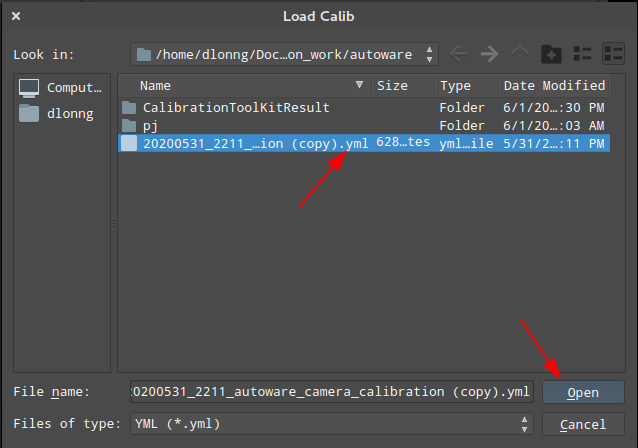 Load Calib
Look in: /home/dlonng/Doc...on_work/autoware
Comput...
dlonng
Name Size Type Date Modified
CalibrationToolKitResult Folder 6/1/20...:30 PM
pj Folder 6/1/20...:03 AM
20200531_2211_...ion (copy).yml 628...tes yml...ile 5/31/2...:11 PM
File name: 20200531_2211_autoware_camera_calibration (copy).yml Open
Files of type: YML (*.yml) Cancel